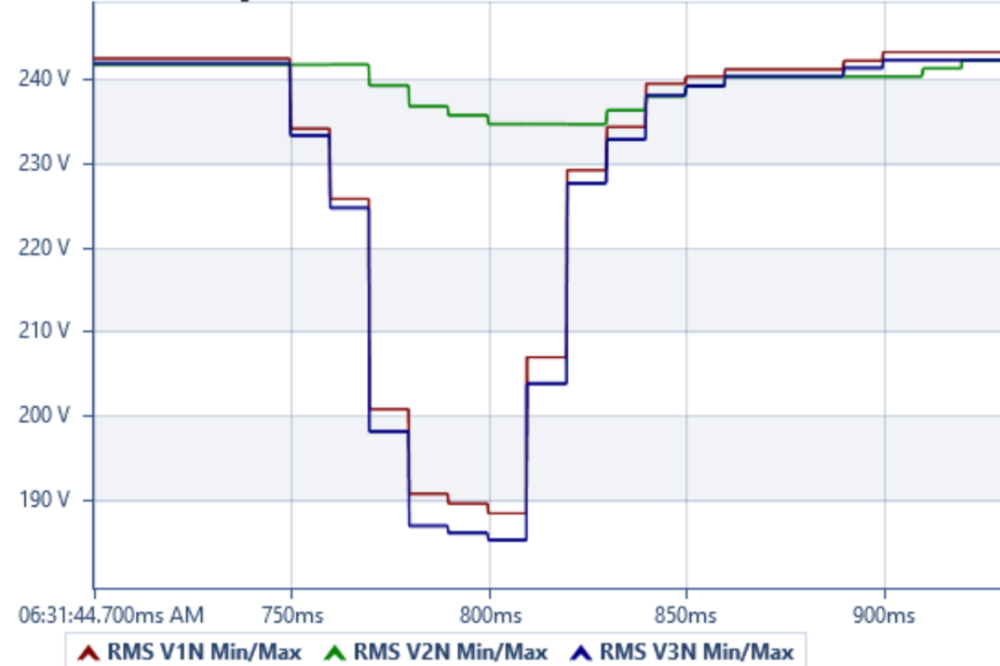 240 V
230 V
220 V
210 V
200 V
190 V
06:31:44.700ms AM 750ms 800ms 850ms 900ms
RMS V1N Min/Max RMS V2N Min/Max RMS V3N Min/Max